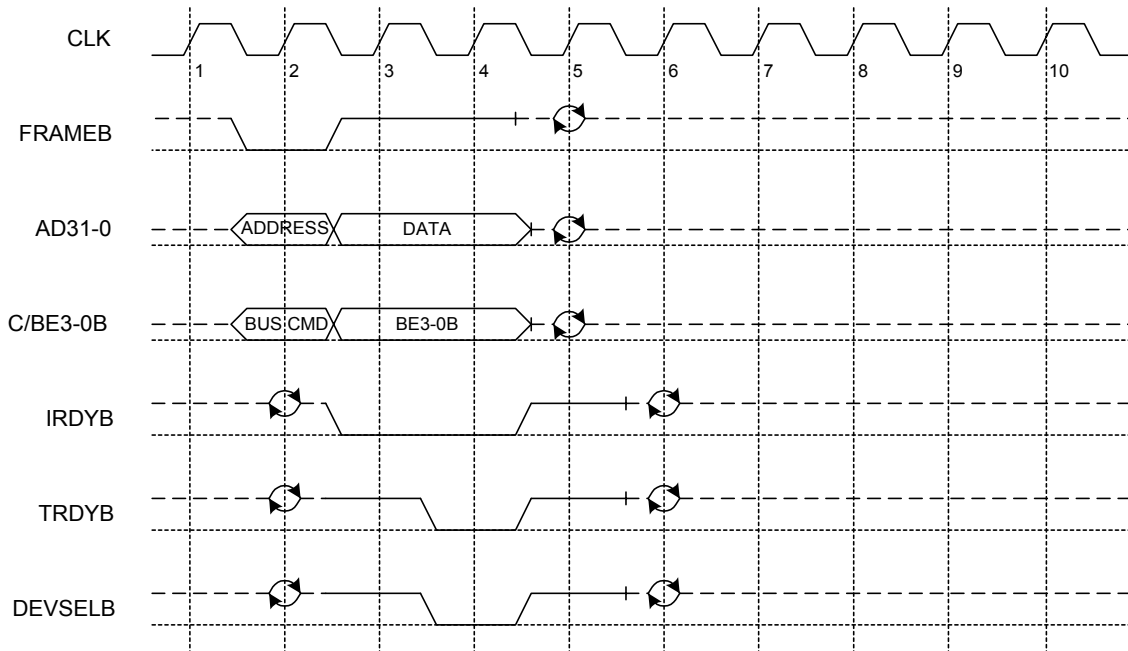 CLK
1 2 3 4 5 6 7 8 9 10
FRAMEB
AD31-0 ADDRESS DATA
C/BE3-0B BUS CMD BE3-0B
IRDYB
TRDYB
DEVSELB